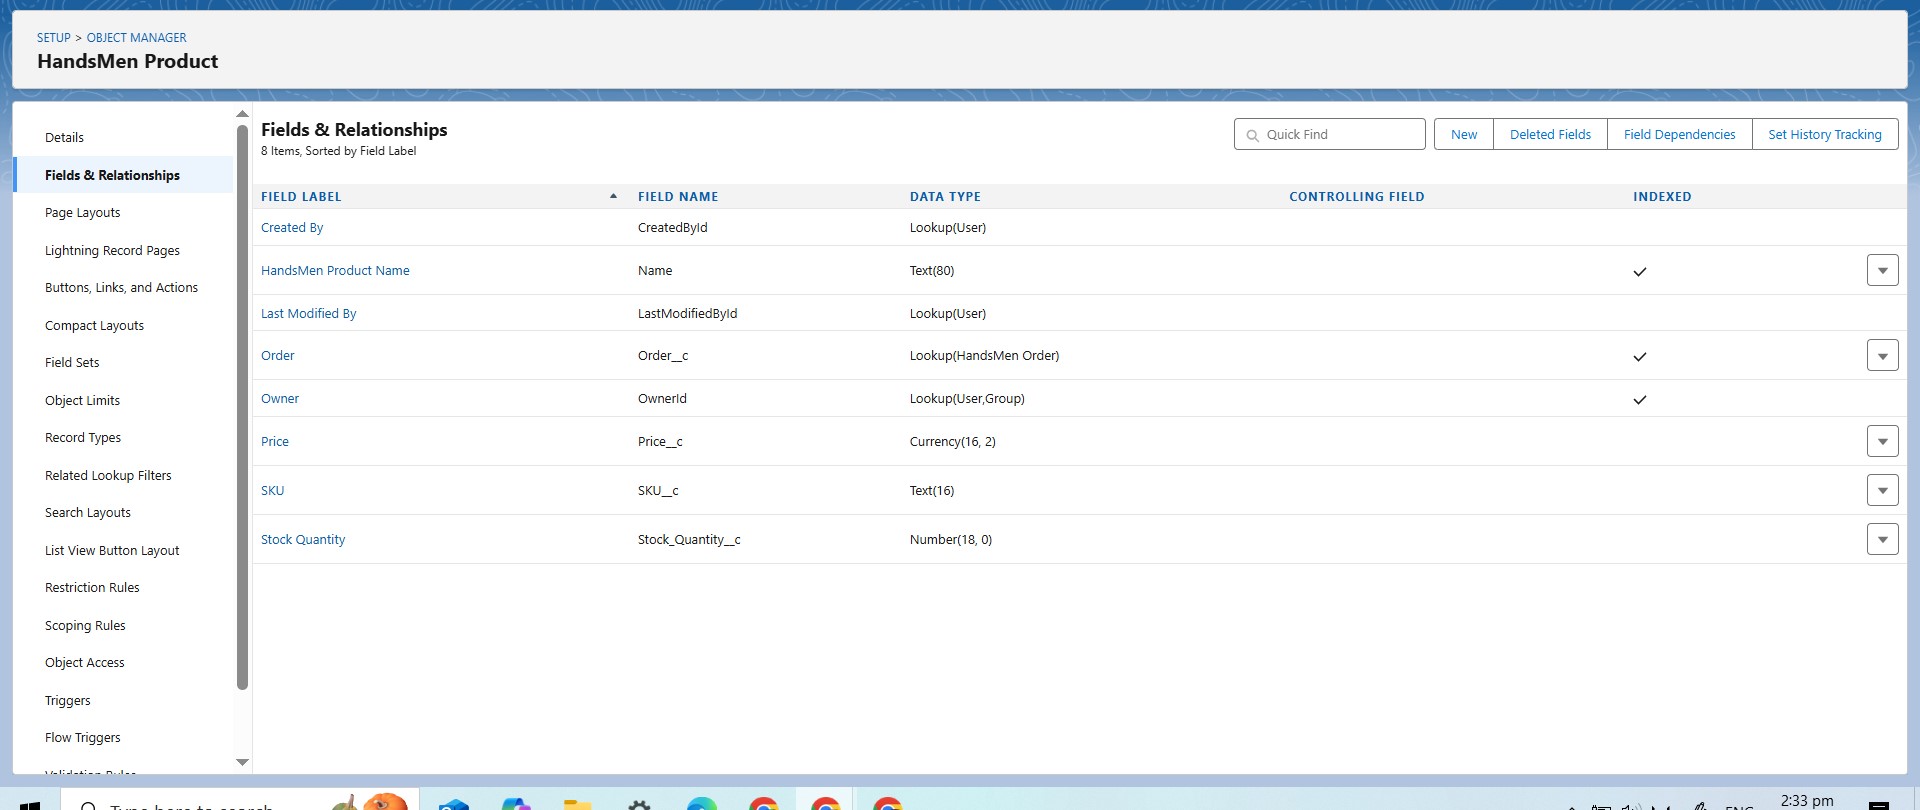 SETUP > OBJECT MANAGER
HandsMen Product
Details
Fields & Relationships
Page Layouts
Lightning Record Pages
Buttons, Links, and Actions
Compact Layouts
Field Sets
Object Limits
Record Types
Related Lookup Filters
Search Layouts
List View Button Layout
Restriction Rules
Scoping Rules
Object Access
Triggers
Flow Triggers
Validation Rules
Fields & Relationships
8 Items, Sorted by Field Label
Quick Find New Deleted Fields Field Dependencies Set History Tracking
FIELD LABEL FIELD NAME DATA TYPE CONTROLLING FIELD INDEXED
Created By CreatedById Lookup(User)
HandsMen Product Name Name Text(80)
Last Modified By LastModifiedById Lookup(User)
Order Order__c Lookup(HandsMen Order)
Owner OwnerId Lookup(User,Group)
Price Price__c Currency(16, 2)
SKU SKU__c Text(16)
Stock Quantity Stock_Quantity__c Number(18, 0)
Type here to search
ENG
2:33 pm